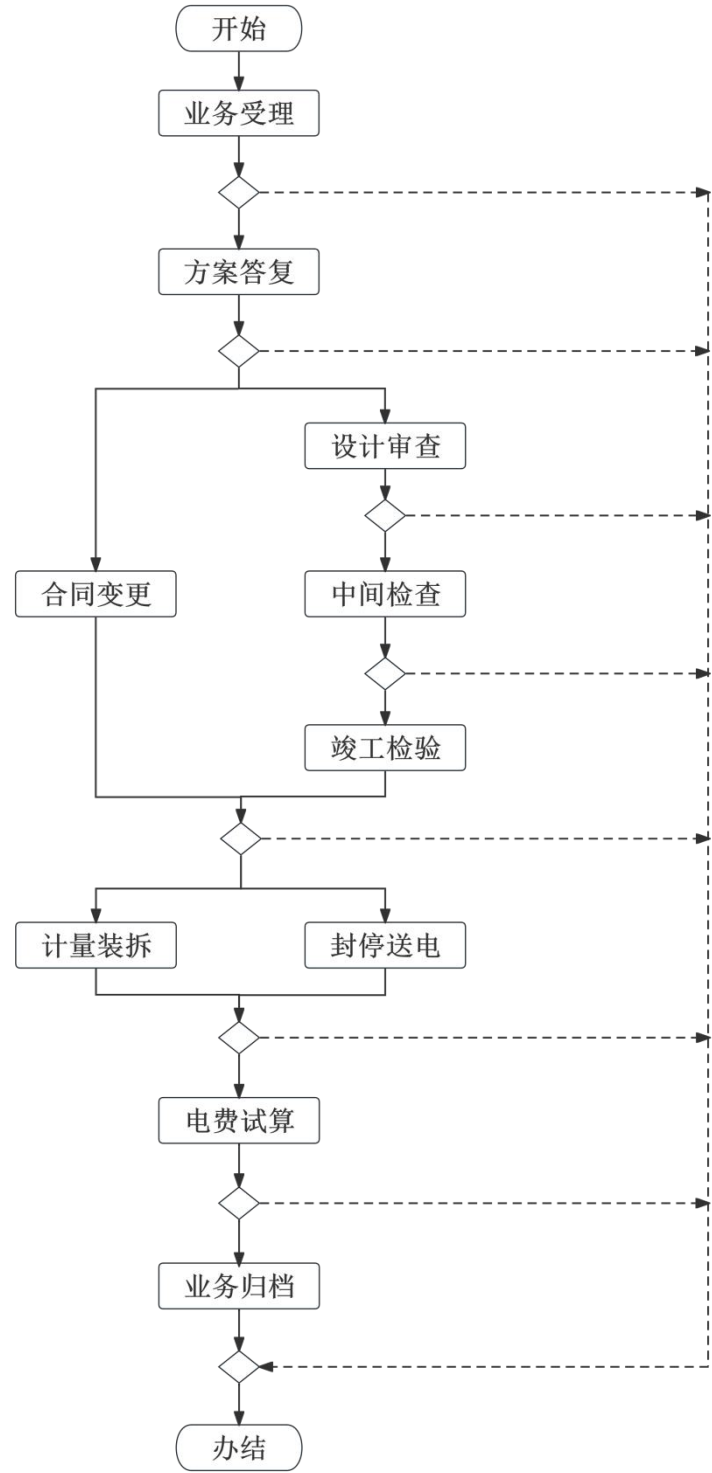 开始
业务受理
方案答复
设计审查
合同变更
中间检查
竣工检验
计量装拆
封停送电
电费试算
业务归档
办结